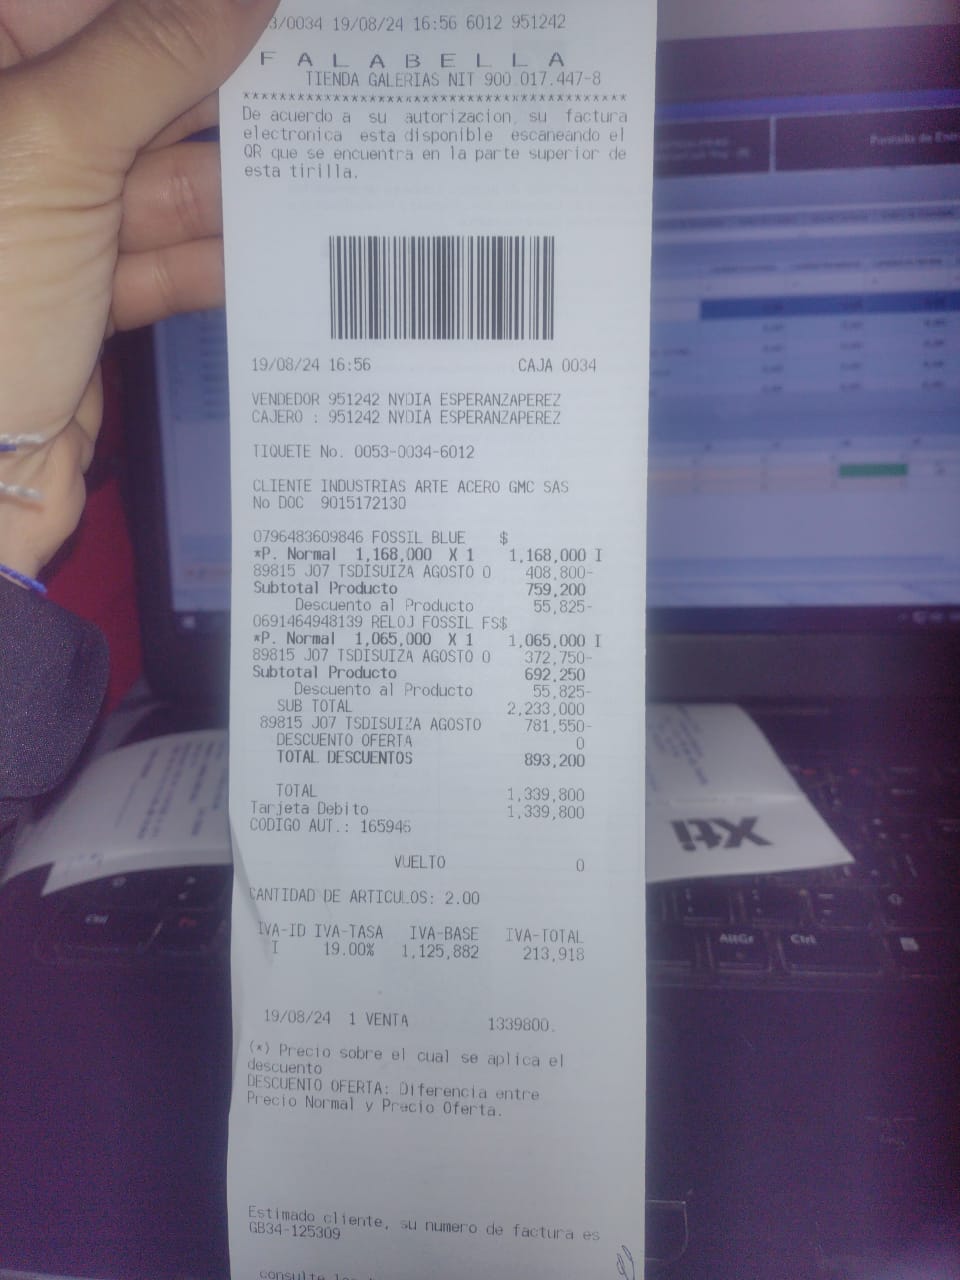 3/0034 19/08/24 16:56 6012 951242
F A L A B E L L A
TIENDA GALERIAS NIT 900.017.447-8
******************************************
De acuerdo a su autorizacion, su factura
electronica esta disponible escaneando el
QR que se encuentra en la parte superior de
esta tirilla.
19/08/24 16:56 CAJA 0034
VENDEDOR 951242 NYDIA ESPERANZAPEREZ
CAJERO : 951242 NYDIA ESPERANZAPEREZ
TIQUETE No. 0053-0034-6012
CLIENTE INDUSTRIAS ARTE ACERO GMC SAS
No DOC 9015172130
0796483609846 FOSSIL BLUE $
*P. Normal 1,168,000 X 1 1,168,000 I
89815 J07 TSDISUIZA AGOSTO 0 408,800-
Subtotal Producto 759,200
Descuento al Producto 55,825-
0691464948139 RELOJ FOSSIL FS$
*P. Normal 1,065,000 X 1 1,065,000 I
89815 J07 TSDISUIZA AGOSTO 0 372,750-
Subtotal Producto 692,250
Descuento al Producto 55,825-
SUB TOTAL 2,233,000
89815 J07 TSDISUIZA AGOSTO 781,550-
DESCUENTO OFERTA 0
TOTAL DESCUENTOS 893,200
TOTAL 1,339,800
Tarjeta Debito 1,339,800
CODIGO AUT.: 165946
VUELTO 0
CANTIDAD DE ARTICULOS: 2.00
IVA-ID IVA-TASA IVA-BASE IVA-TOTAL
I 19.00% 1,125,882 213,918
19/08/24 1 VENTA 1339800.
(*) Precio sobre el cual se aplica el
descuento
DESCUENTO OFERTA: Diferencia entre
Precio Normal y Precio Oferta.
Estimado cliente, su numero de factura es
GB34-125309
consulte
Xti
Ctrl
AltGr Ctrl